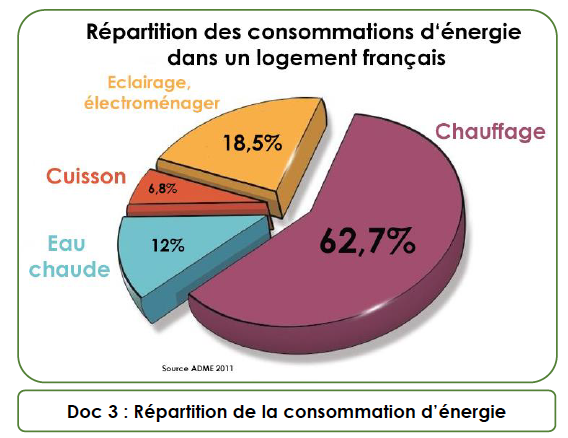 Répartition des consommations d‘énergie
dans un logement français
Eclairage,
électroménager
Chauffage
18,5%
Cuisson
6,8%
62,7%
Eau
chaude
12%
Source ADME 2011
Doc 3 : Répartition de la consommation d’énergie